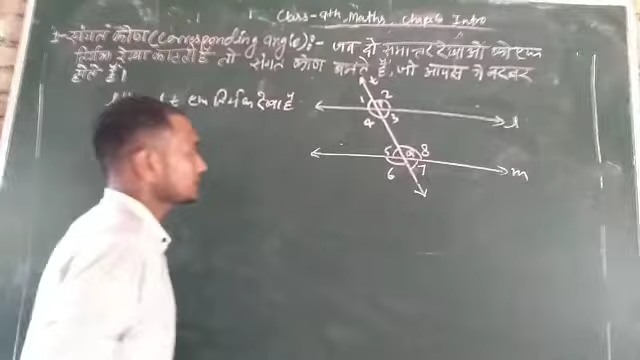 Class-9th Maths Chap:6 Intro
1- संगत कोण (Corresponding angle):- जब दो समान्तर रेखाओं को एक
तिर्यक रेखा काटती है तो संगत कोण बनते हैं, जो आपस में बराबर
होते हैं।
t एक तिर्यक रेखा है
t
1 2
4 3
l
5 8
6 7
m